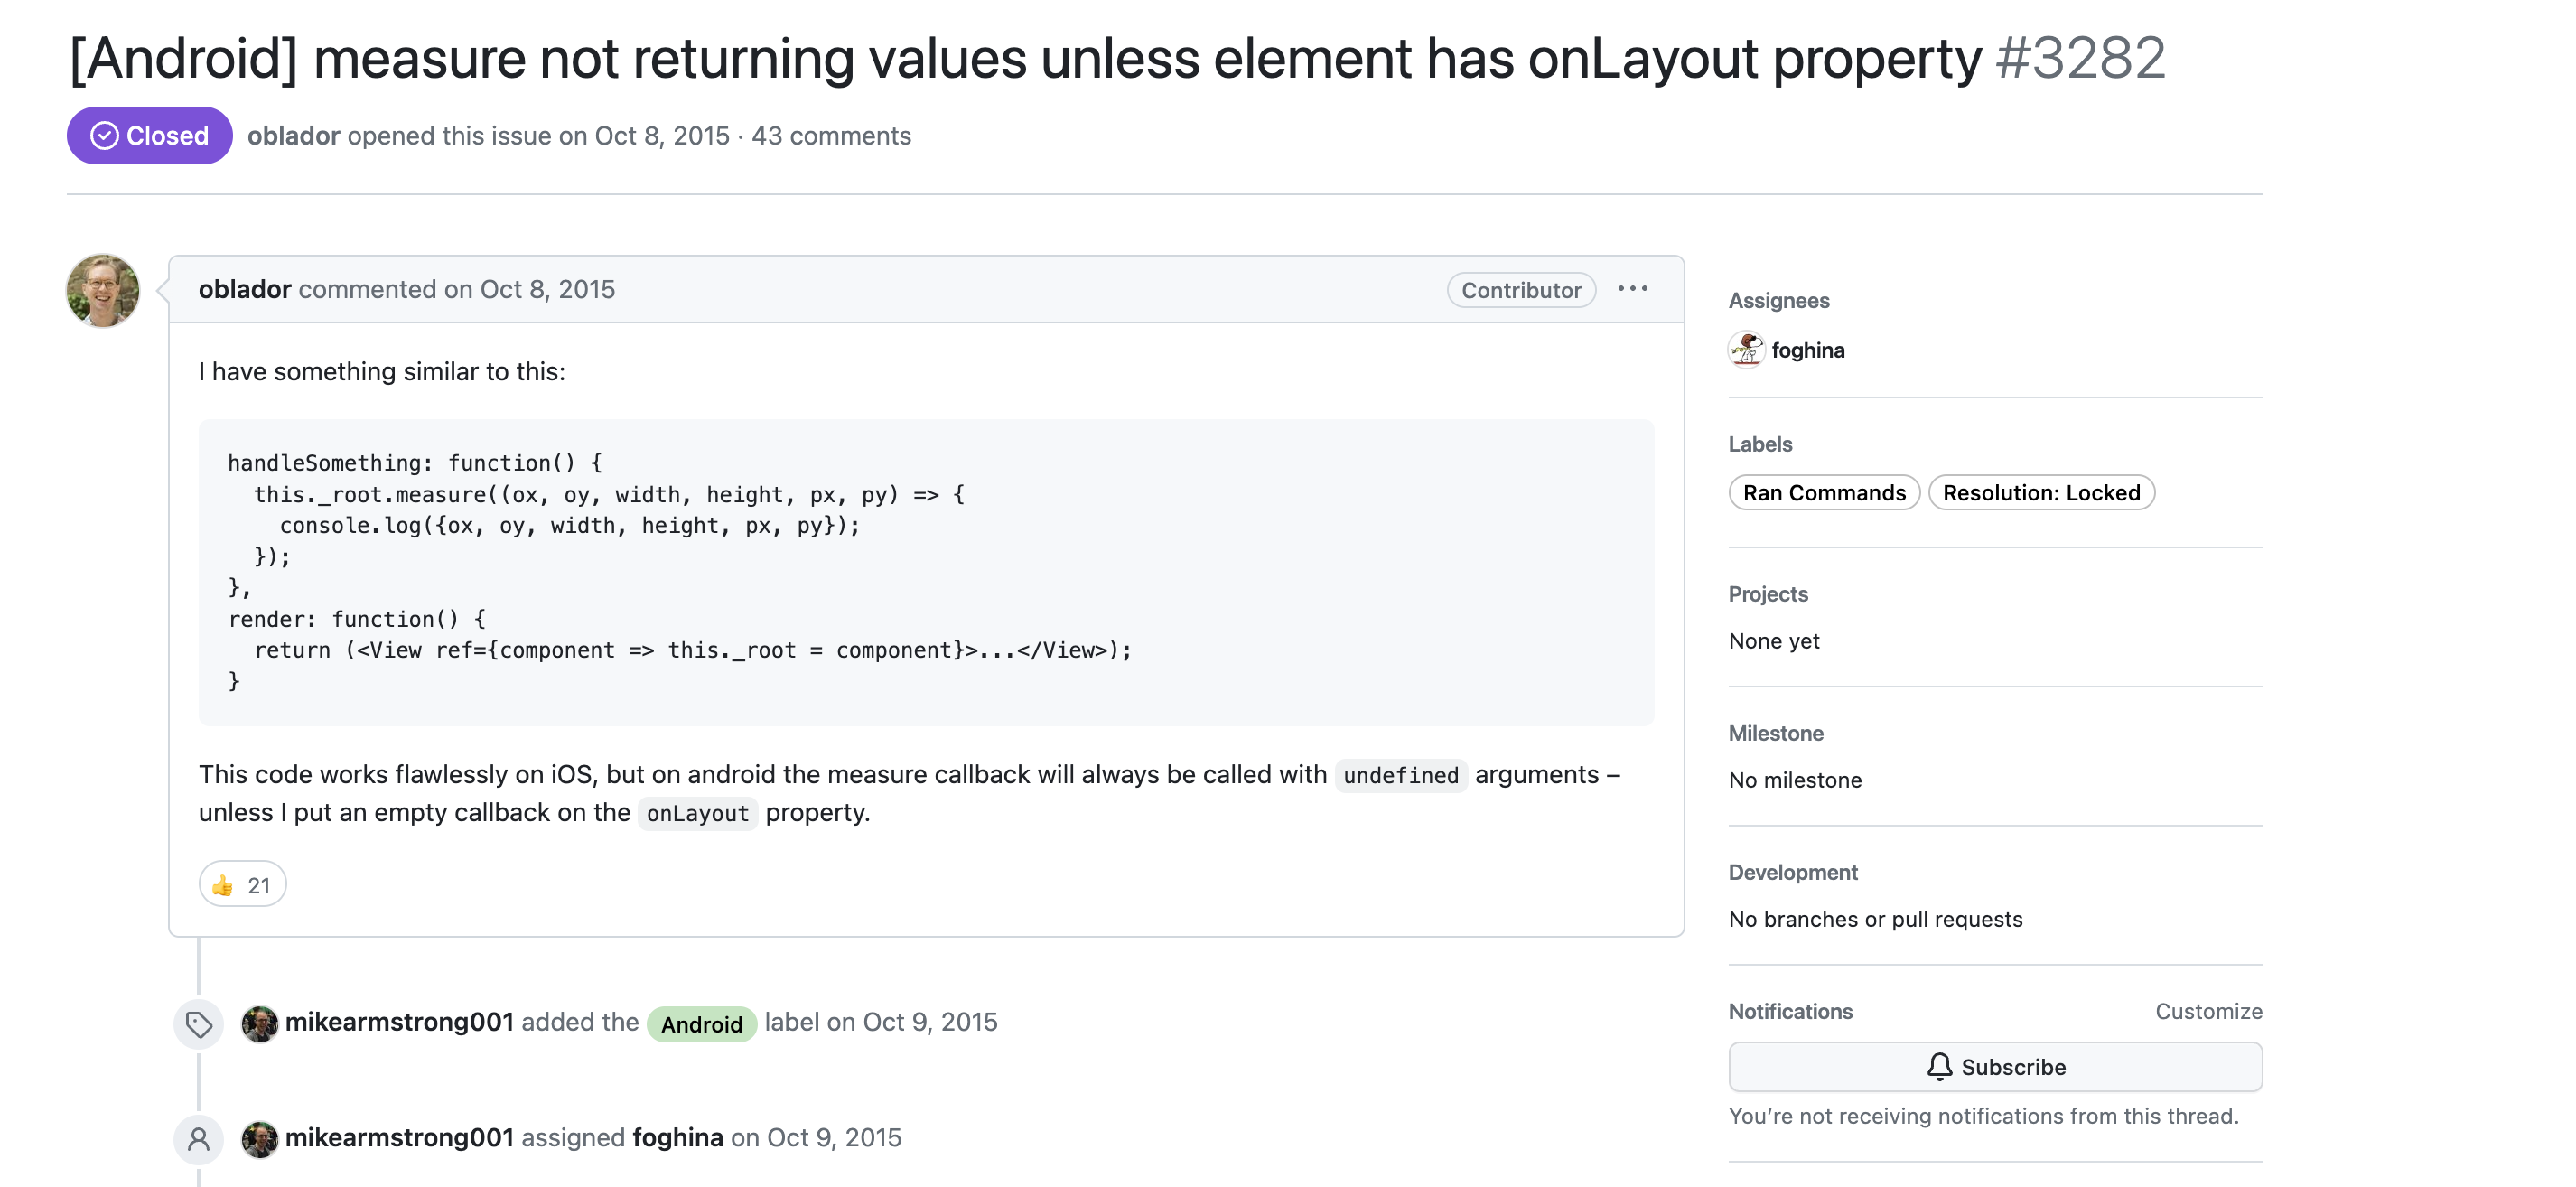 [Android] measure not returning values unless element has onLayout property #3282
Closed
oblador opened this issue on Oct 8, 2015 · 43 comments
oblador commented on Oct 8, 2015
Contributor
I have something similar to this:
handleSomething: function() {
  this._root.measure((ox, oy, width, height, px, py) => {
    console.log({ox, oy, width, height, px, py});
  });
},
render: function() {
  return (<View ref={component => this._root = component}>...</View>);
}
This code works flawlessly on iOS, but on android the measure callback will always be called with undefined arguments –
unless I put an empty callback on the onLayout property.
👍 21
mikearmstrong001 added the Android label on Oct 9, 2015
mikearmstrong001 assigned foghina on Oct 9, 2015
Assignees
foghina
Labels
Ran Commands Resolution: Locked
Projects
None yet
Milestone
No milestone
Development
No branches or pull requests
Notifications Customize
Subscribe
You’re not receiving notifications from this thread.